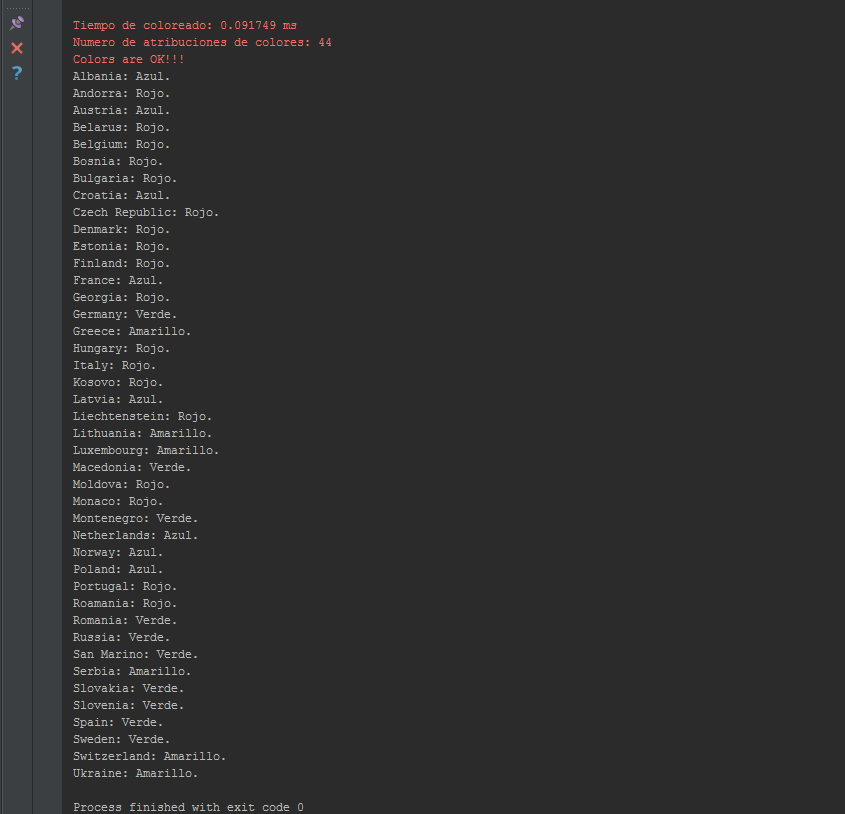 Tiempo de coloreado: 0.091749 ms
Numero de atribuciones de colores: 44
Colors are OK!!!
Albania: Azul.
Andorra: Rojo.
Austria: Azul.
Belarus: Rojo.
Belgium: Rojo.
Bosnia: Rojo.
Bulgaria: Rojo.
Croatia: Azul.
Czech Republic: Rojo.
Denmark: Rojo.
Estonia: Rojo.
Finland: Rojo.
France: Azul.
Georgia: Rojo.
Germany: Verde.
Greece: Amarillo.
Hungary: Rojo.
Italy: Rojo.
Kosovo: Rojo.
Latvia: Azul.
Liechtenstein: Rojo.
Lithuania: Amarillo.
Luxembourg: Amarillo.
Macedonia: Verde.
Moldova: Rojo.
Monaco: Rojo.
Montenegro: Verde.
Netherlands: Azul.
Norway: Azul.
Poland: Azul.
Portugal: Rojo.
Roamania: Rojo.
Romania: Verde.
Russia: Verde.
San Marino: Verde.
Serbia: Amarillo.
Slovakia: Verde.
Slovenia: Verde.
Spain: Verde.
Sweden: Verde.
Switzerland: Amarillo.
Ukraine: Amarillo.
Process finished with exit code 0